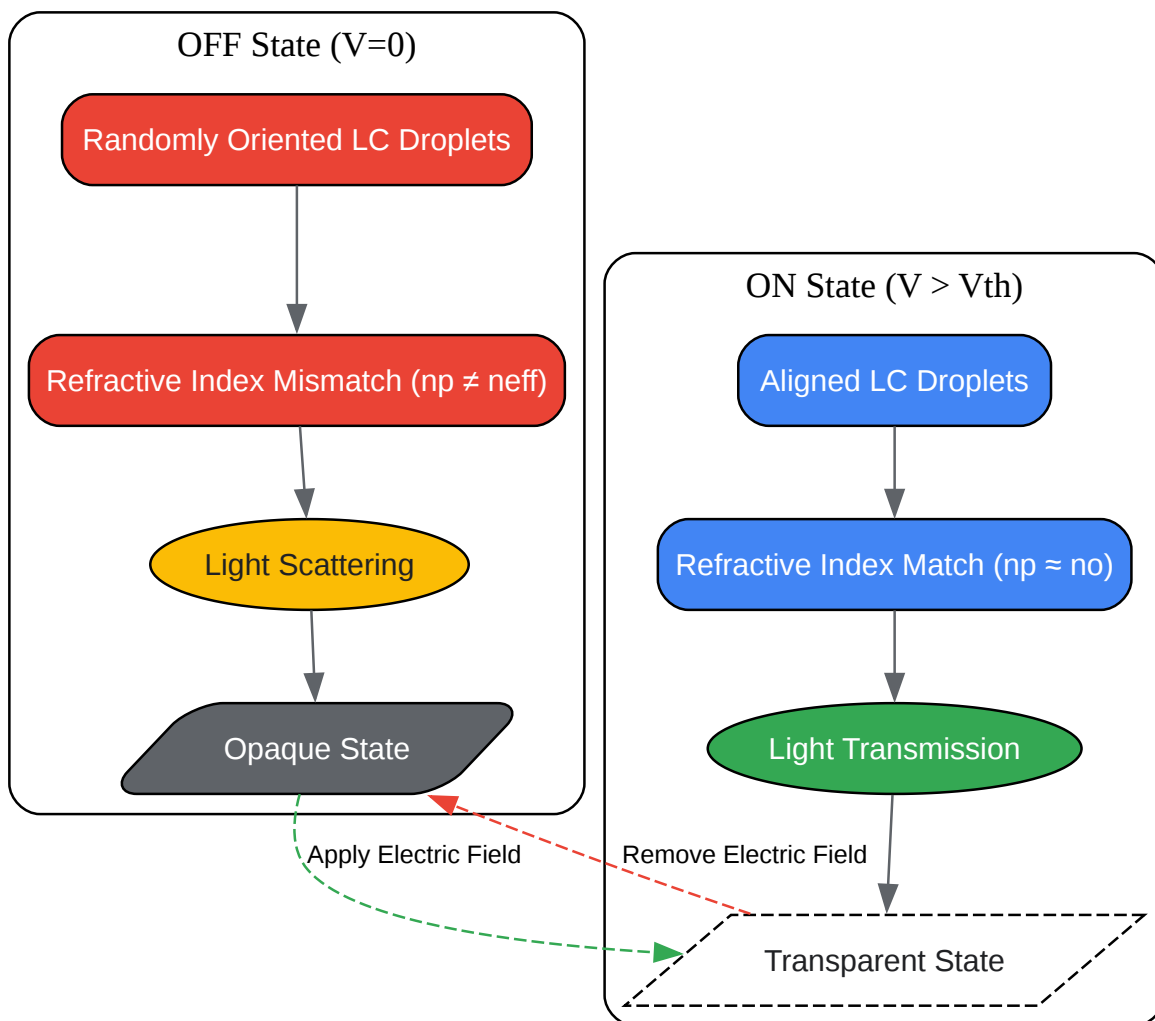 OFF State (V=0)
Randomly Oriented LC Droplets
Refractive Index Mismatch (np ≠ neff)
Light Scattering
Opaque State
ON State (V > Vth)
Aligned LC Droplets
Refractive Index Match (np ≈ no)
Light Transmission
Transparent State
Apply Electric Field
Remove Electric Field